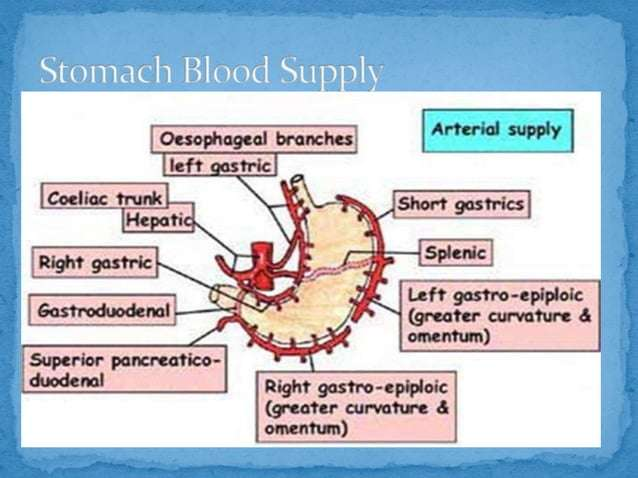 Stomach Blood Supply
Arterial supply
Oesophageal branches
left gastric
Coeliac trunk
Hepatic
Right gastric
Gastroduodenal
Superior pancreatico-
duodenal
Short gastrics
Splenic
Left gastro-epiploic
(greater curvature &
omentum)
Right gastro-epiploic
(greater curvature &
omentum)